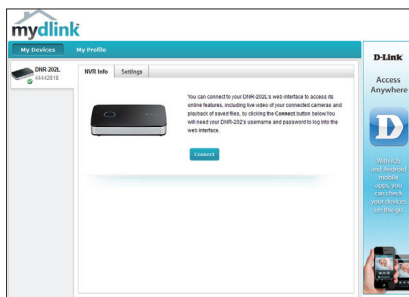 mydlink
My Devices My Profile
DNR 202L
44442818
NVR Info Settings
You can connect to your DNR-202L's web interface to access its
online features, including live video of your connected cameras and
playback of saved files, by clicking the Connect button below.You
will need your DNR-202's username and password to log into the
web interface.
Connect
D-Link
Access
Anywhere
D
With iOS
and Android
mobile
apps, you
can check
your devices
on-the-go